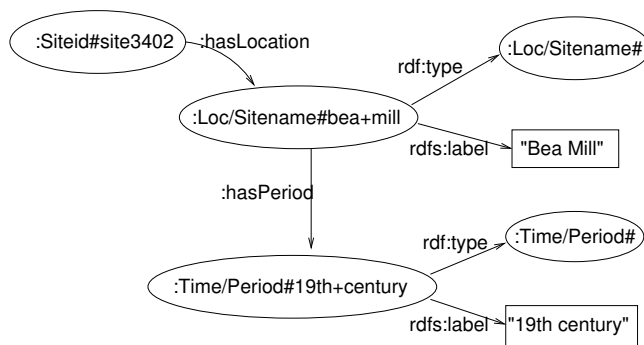 :Siteid#site3402
:hasLocation
:Loc/Sitename#
rdf:type
:Loc/Sitename#bea+mill
rdfs:label
"Bea Mill"
:hasPeriod
rdf:type
:Time/Period#
:Time/Period#19th+century
rdfs:label
"19th century"